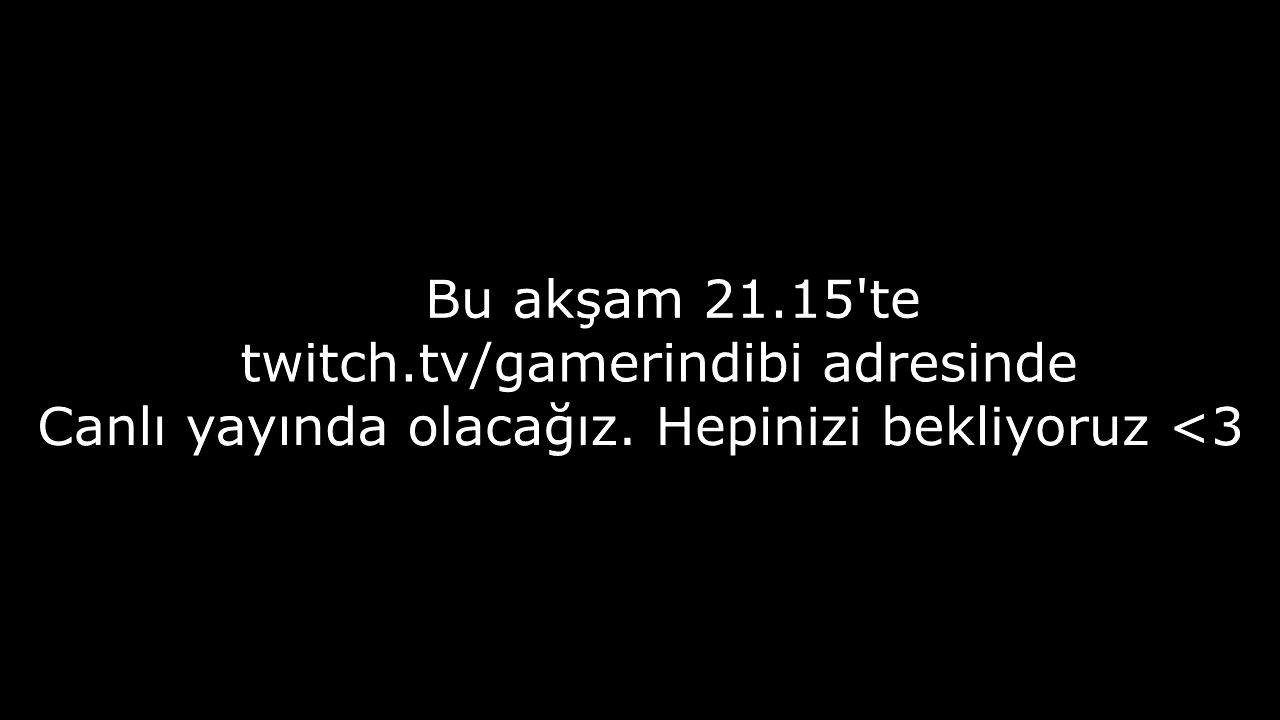 Bu akşam 21.15'te
twitch.tv/gamerindibi adresinde
Canlı yayında olacağız. Hepinizi bekliyoruz <3